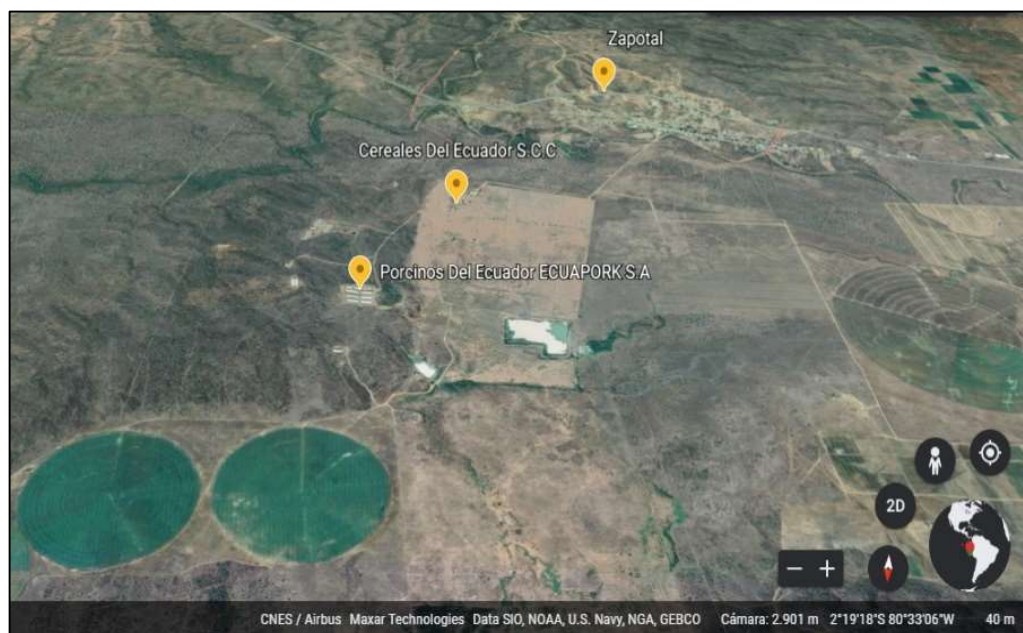 Zapotal
Cereales Del Ecuador S.C.C.
Porcinos Del Ecuador ECUAPORK S.A
2D
CNES / Airbus Maxar Technologies Data SIO, NOAA, U.S. Navy, NGA, GEBCO Cámara: 2.901 m 2°19'18"S 80°33'06"W 40 m